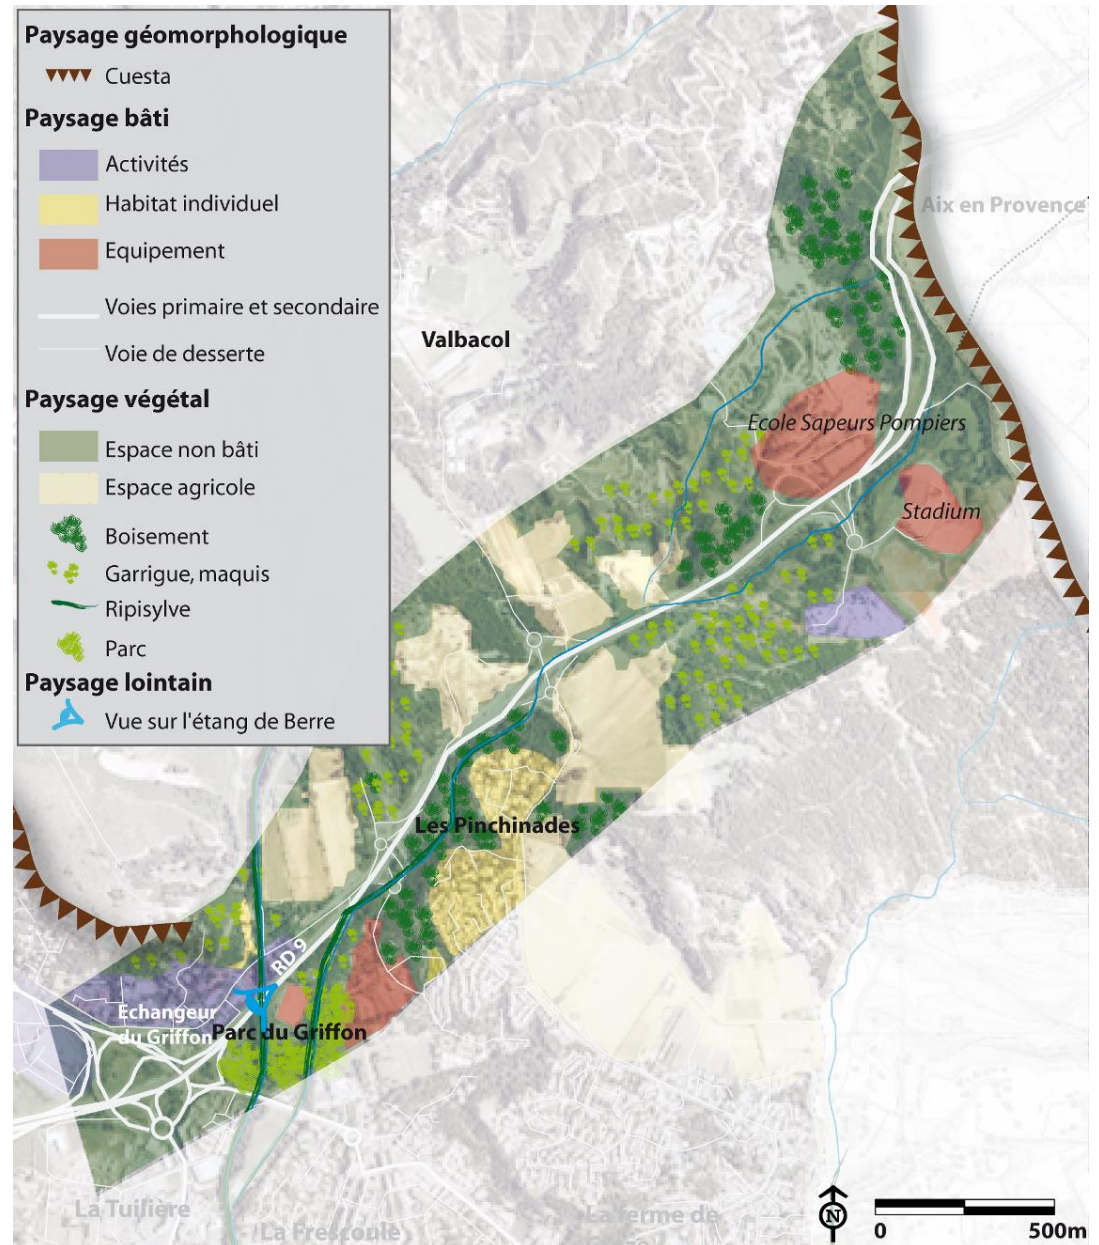 Paysage géomorphologique
Cuesta
Paysage bâti
Activités
Habitat individuel
Equipement
Voies primaire et secondaire
Voie de desserte
Paysage végétal
Espace non bâti
Espace agricole
Boisement
Garrigue, maquis
Ripisylve
Parc
Paysage lointain
Vue sur l'étang de Berre
Aix en Provence
Valbacol
Ecole Sapeurs Pompiers
Stadium
Les Pinchinades
RD 9
Echangeur
du Griffon
Parc du Griffon
La Tuilière
La Frescoule
La ferme de
N
0
500m